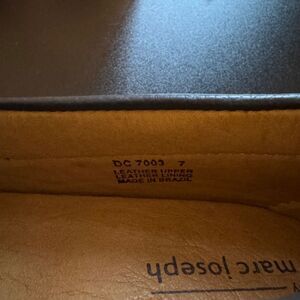 DC 7003 7
LEATHER UPPER
LEATHER LINING
MADE IN BRAZIL
marc joseph